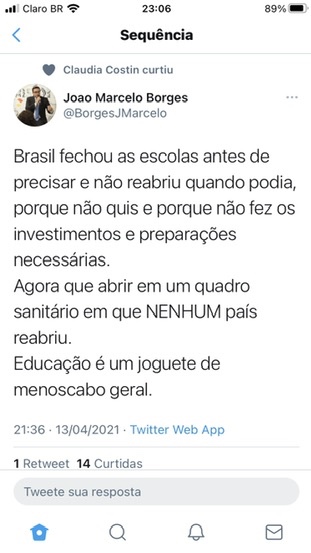 Claro BR
23:06
89%
Sequência
Claudia Costin curtiu
Joao Marcelo Borges
@BorgesJMarcelo
Brasil fechou as escolas antes de
precisar e não reabriu quando podia,
porque não quis e porque não fez os
investimentos e preparações
necessárias.
Agora que abrir em um quadro
sanitário em que NENHUM país
reabriu.
Educação é um joguete de
menoscabo geral.
21:36 · 13/04/2021 · Twitter Web App
1 Retweet 14 Curtidas
Tweete sua resposta